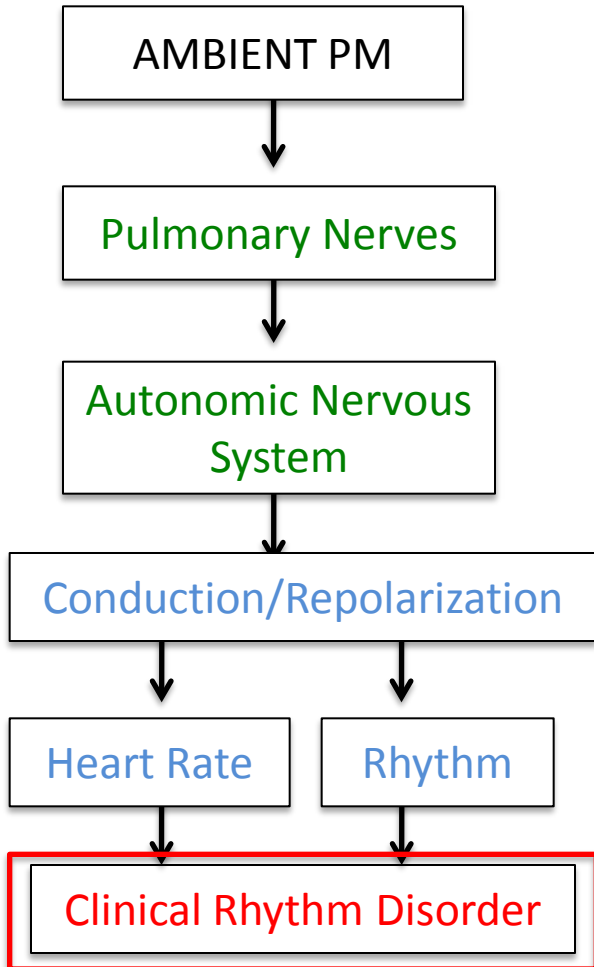 AMBIENT PM
Pulmonary Nerves
Autonomic Nervous
System
Conduction/Repolarization
Heart Rate
Rhythm
Clinical Rhythm Disorder